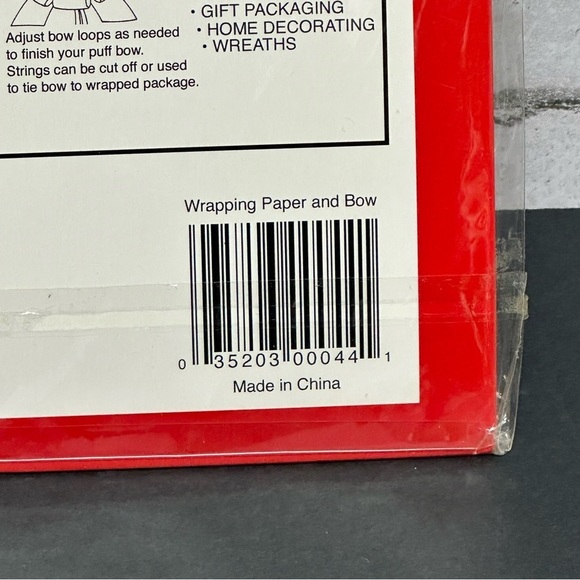 Adjust bow loops as needed
to finish your puff bow.
Strings can be cut off or used
to tie bow to wrapped package.
• GIFT PACKAGING
• HOME DECORATING
• WREATHS
Wrapping Paper and Bow
0 35203 00044 1
Made in China